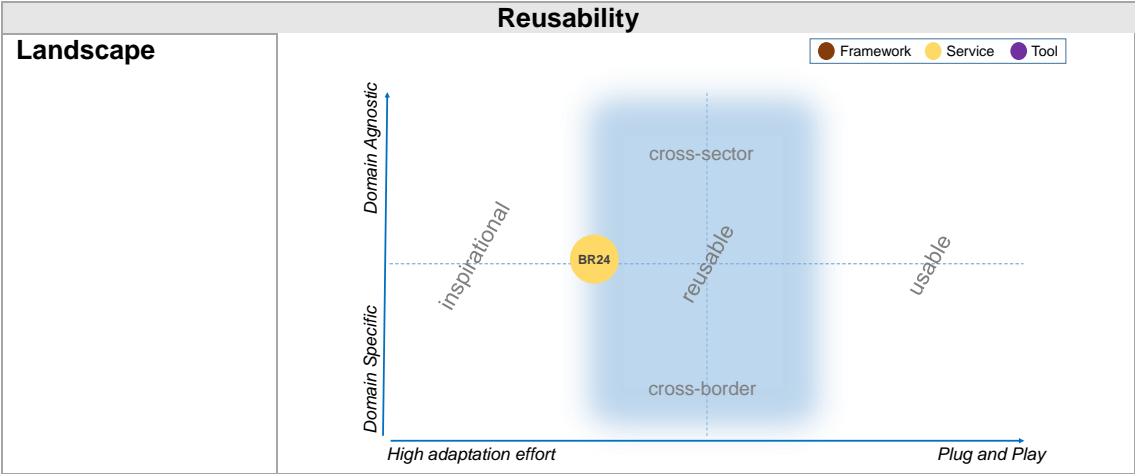 Reusability
Landscape
Framework Service Tool
Domain Agnostic
cross-sector
inspirational
BR24
reusable
usable
Domain Specific
cross-border
High adaptation effort
Plug and Play